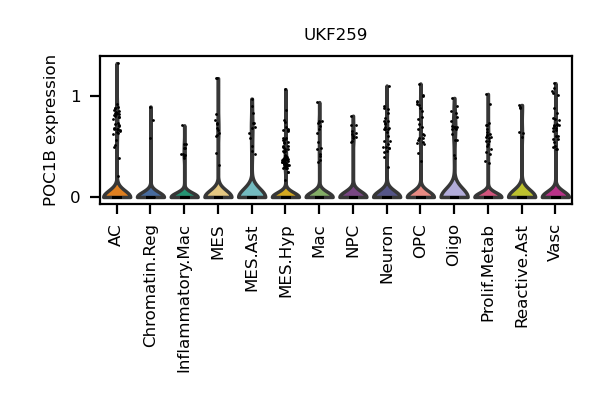 UKF259
POC1B expression
1
0
AC
Chromatin.Reg
Inflammatory.Mac
MES
MES.Ast
MES.Hyp
Mac
NPC
Neuron
OPC
Oligo
Prolif.Metab
Reactive.Ast
Vasc